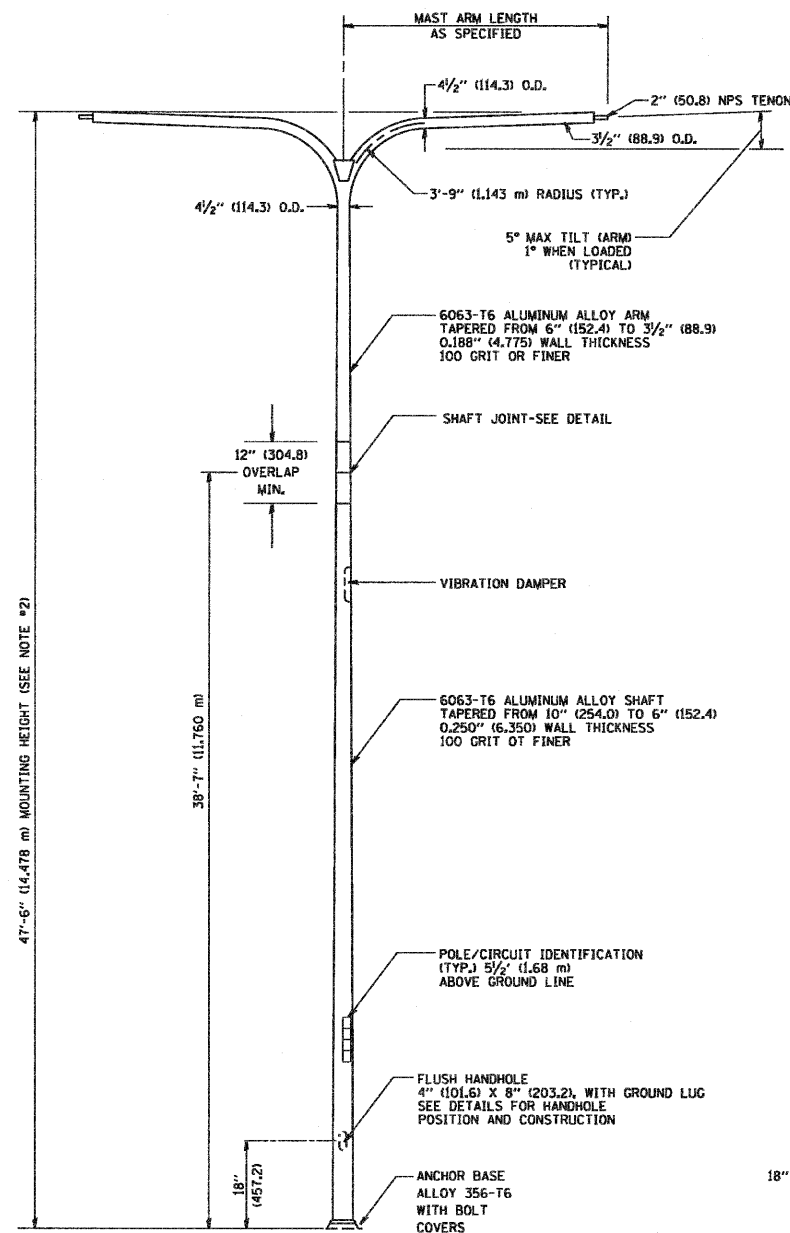 MAST ARM LENGTH
AS SPECIFIED
4½" (114.3) O.D.
2" (50.8) NPS TENON
3½" (88.9) O.D.
3'-9" (1.143 m) RADIUS (TYP.)
4½" (114.3) O.D.
5° MAX TILT (ARM)
1° WHEN LOADED
(TYPICAL)
6063-T6 ALUMINUM ALLOY ARM
TAPERED FROM 6" (152.4) TO 3½" (88.9)
0.188" (4.775) WALL THICKNESS
100 GRIT OR FINER
SHAFT JOINT-SEE DETAIL
12" (304.8)
OVERLAP
MIN.
VIBRATION DAMPER
47'-6" (14.478 m) MOUNTING HEIGHT (SEE NOTE #2)
38'-7" (11.760 m)
6063-T6 ALUMINUM ALLOY SHAFT
TAPERED FROM 10" (254.0) TO 6" (152.4)
0.250" (6.350) WALL THICKNESS
100 GRIT OT FINER
POLE/CIRCUIT IDENTIFICATION
(TYP.) 5½' (1.68 m)
ABOVE GROUND LINE
FLUSH HANDHOLE
4" (101.6) X 8" (203.2), WITH GROUND LUG
SEE DETAILS FOR HANDHOLE
POSITION AND CONSTRUCTION
18"
(457.2)
ANCHOR BASE
ALLOY 356-T6
WITH BOLT
COVERS
18"